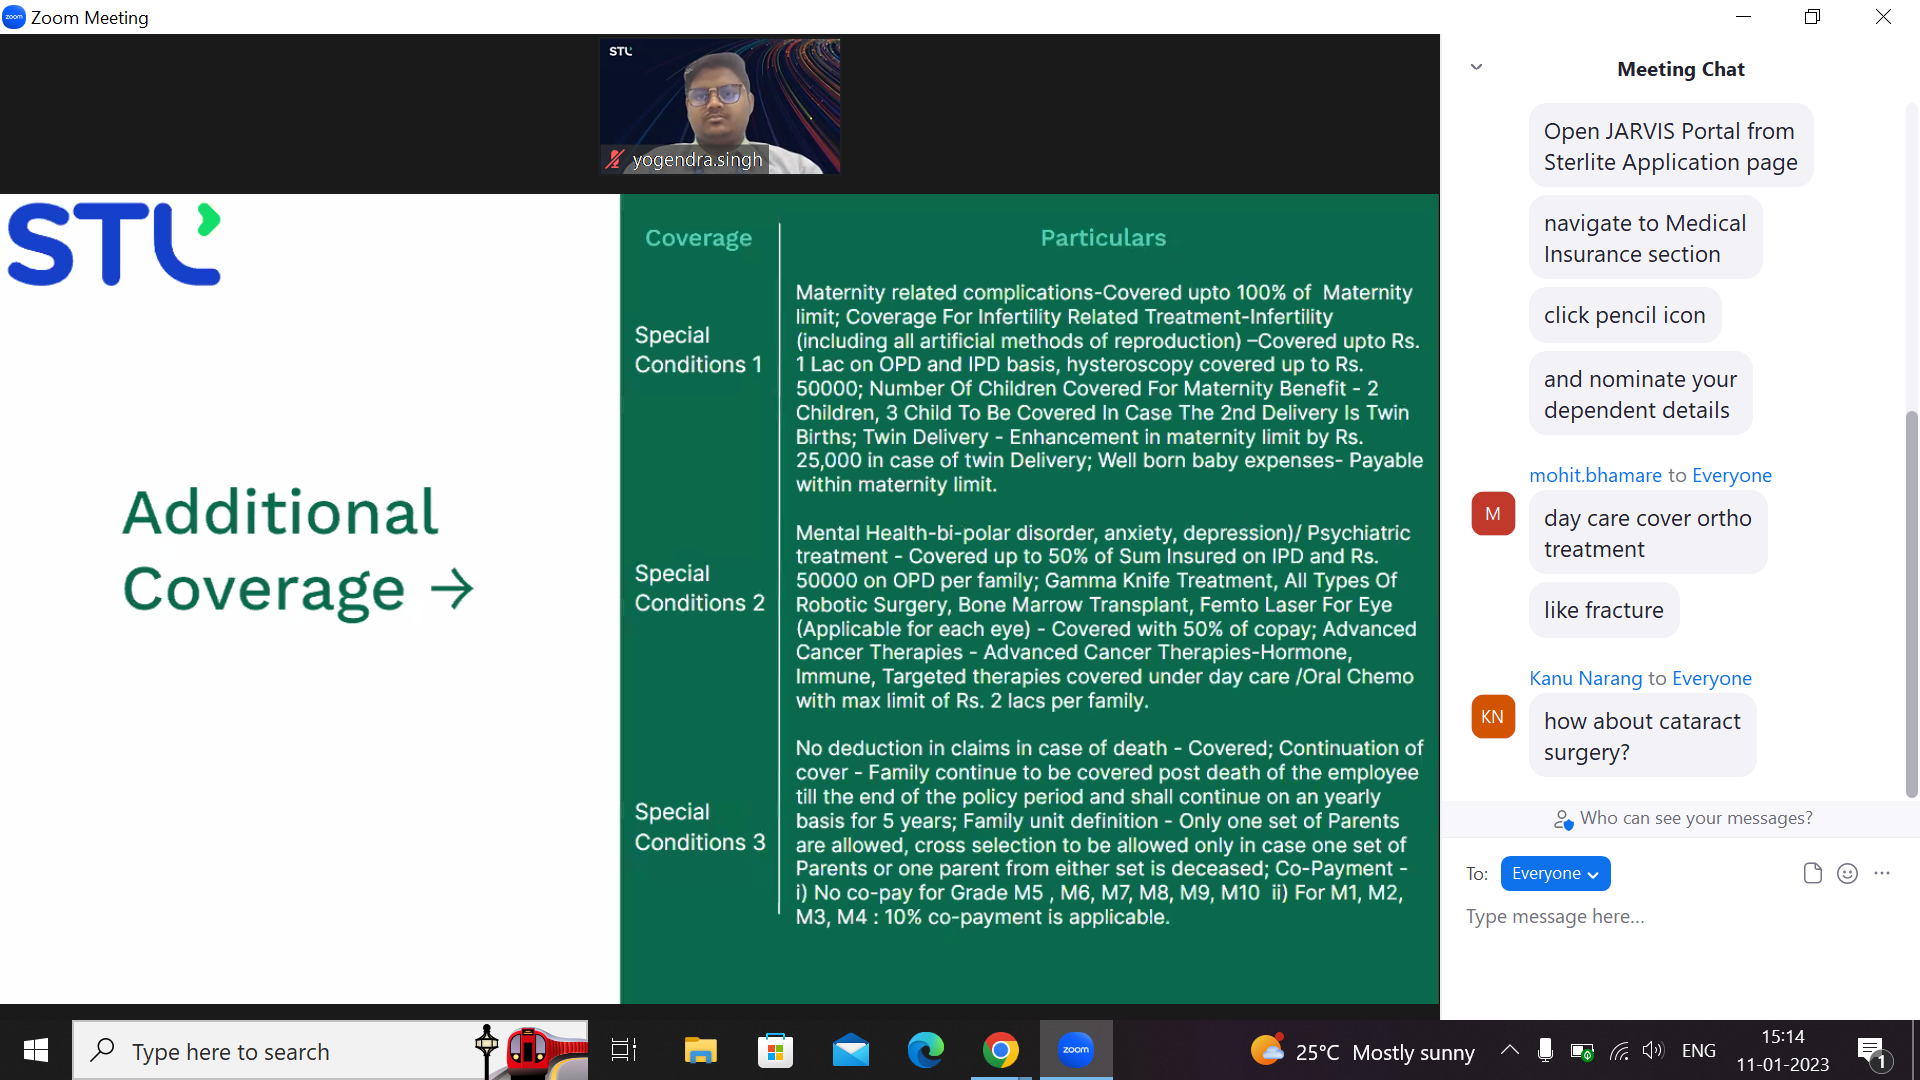 zoom Zoom Meeting
STL
yogendra.singh
STL
Additional
Coverage →
Coverage
Particulars
Special
Conditions 1
Maternity related complications-Covered upto 100% of Maternity
limit; Coverage For Infertility Related Treatment-Infertility
(including all artificial methods of reproduction) –Covered upto Rs.
1 Lac on OPD and IPD basis, hysteroscopy covered up to Rs.
50000; Number Of Children Covered For Maternity Benefit - 2
Children, 3 Child To Be Covered In Case The 2nd Delivery Is Twin
Births; Twin Delivery - Enhancement in maternity limit by Rs.
25,000 in case of twin Delivery; Well born baby expenses- Payable
within maternity limit.
Special
Conditions 2
Mental Health-bi-polar disorder, anxiety, depression)/ Psychiatric
treatment - Covered up to 50% of Sum Insured on IPD and Rs.
50000 on OPD per family; Gamma Knife Treatment, All Types Of
Robotic Surgery, Bone Marrow Transplant, Femto Laser For Eye
(Applicable for each eye) - Covered with 50% of copay; Advanced
Cancer Therapies - Advanced Cancer Therapies-Hormone,
Immune, Targeted therapies covered under day care /Oral Chemo
with max limit of Rs. 2 lacs per family.
Special
Conditions 3
No deduction in claims in case of death - Covered; Continuation of
cover - Family continue to be covered post death of the employee
till the end of the policy period and shall continue on an yearly
basis for 5 years; Family unit definition - Only one set of Parents
are allowed, cross selection to be allowed only in case one set of
Parents or one parent from either set is deceased; Co-Payment -
i) No co-pay for Grade M5 , M6, M7, M8, M9, M10 ii) For M1, M2,
M3, M4 : 10% co-payment is applicable.
Meeting Chat
Open JARVIS Portal from
Sterlite Application page
navigate to Medical
Insurance section
click pencil icon
and nominate your
dependent details
mohit.bhamare to Everyone
M
day care cover ortho
treatment
like fracture
Kanu Narang to Everyone
KN
how about cataract
surgery?
Who can see your messages?
To: Everyone
Type message here...
Type here to search
zoom
25°C Mostly sunny
ENG
15:14
11-01-2023
1